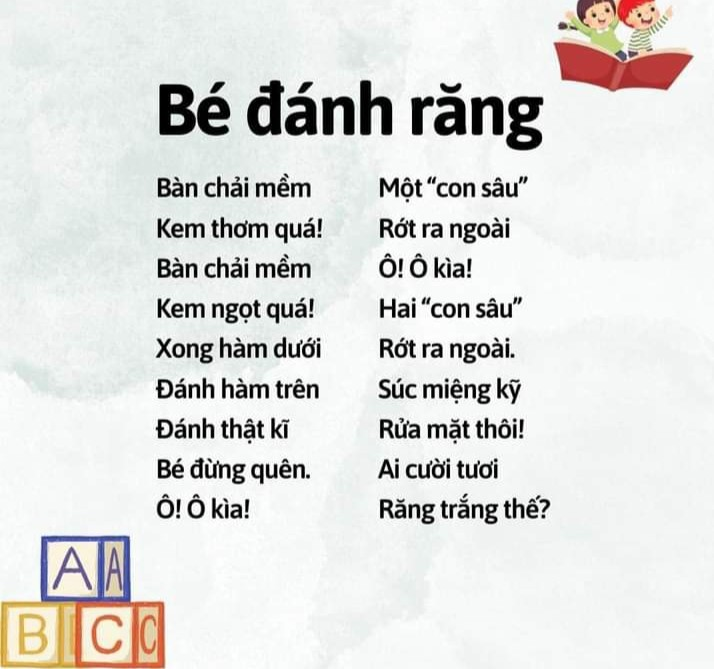 Bé đánh răng
Bàn chải mềm
Kem thơm quá!
Bàn chải mềm
Kem ngọt quá!
Xong hàm dưới
Đánh hàm trên
Đánh thật kĩ
Bé đừng quên.
Ô! Ô kìa!
Một “con sâu”
Rớt ra ngoài
Ô! Ô kìa!
Hai “con sâu”
Rớt ra ngoài.
Súc miệng kỹ
Rửa mặt thôi!
Ai cười tươi
Răng trắng thế?
A A
B C C